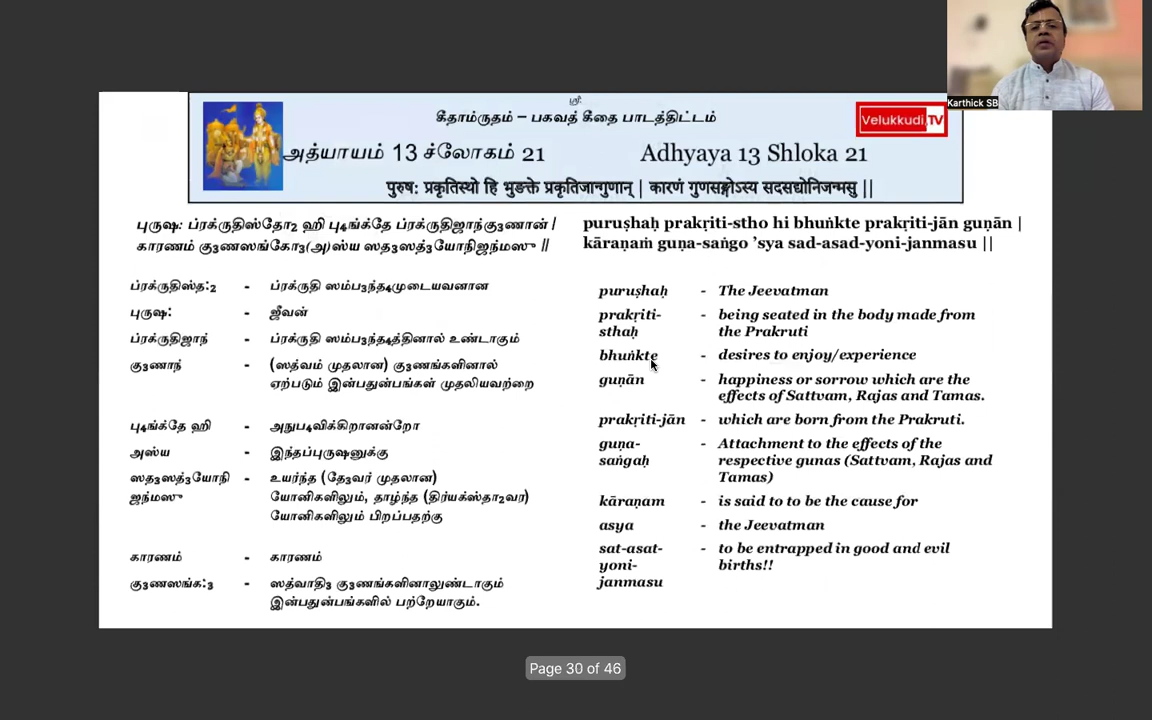 Karthick SB
ஸ்ரீ:
கீதாம்ருதம் – பகவத் கீதை பாடத்திட்டம்
Velukkudi.TV
அத்யாயம் 13 ச்லோகம் 21
Adhyaya 13 Shloka 21
पुरुष: प्रकृतिस्थो हि भुङक्ते प्रकृतिजान्गुणान् | कारणं गुणसङ्गोऽस्य सदसद्योनिजन्मसु ||
புருஷ: ப்ரக்ருதிஸ்தோ2 ஹி பு4ங்க்தே ப்ரக்ருதிஜாந்கு3ணான் |
காரணம் கு3ணஸங்கோ3(அ)ஸ்ய ஸத3ஸத்3யோநிஜந்மஸு ||
puruṣhaḥ prakṛiti-stho hi bhuṅkte prakṛiti-jān guṇān |
kāraṇaṁ guṇa-saṅgo ’sya sad-asad-yoni-janmasu ||
ப்ரக்ருதிஸ்த:2 - ப்ரக்ருதி ஸம்ப3ந்த4முடையவனான
புருஷ: - ஜீவன்
ப்ரக்ருதிஜாந் - ப்ரக்ருதி ஸம்ப3ந்த4த்தினால் உண்டாகும்
கு3ணாந் - (ஸத்வம் முதலான) கு3ணங்களினால்
ஏற்படும் இன்பதுன்பங்கள் முதலியவற்றை
பு4ங்க்தே ஹி - அநுப4விக்கிறானன்றோ
அஸ்ய - இந்தப்புருஷனுக்கு
ஸத3ஸத்3யோநி - உயர்ந்த (தே3வர் முதலான)
ஜந்மஸு யோனிகளிலும், தாழ்ந்த (திர்யக்ஸ்தா2வர)
யோனிகளிலும் பிறப்பதற்கு
காரணம் - காரணம்
கு3ணஸங்க:3 - ஸத்வாதி3 கு3ணங்களினாலுண்டாகும்
இன்பதுன்பங்களில் பற்றேயாகும்.
puruṣhaḥ - The Jeevatman
prakṛiti- - being seated in the body made from
sthaḥ the Prakruti
bhuṅkte - desires to enjoy/experience
guṇān - happiness or sorrow which are the
effects of Sattvam, Rajas and Tamas.
prakṛiti-jān - which are born from the Prakruti.
guṇa- - Attachment to the effects of the
saṅgaḥ respective gunas (Sattvam, Rajas and
Tamas)
kāraṇam - is said to to be the cause for
asya - the Jeevatman
sat-asat- - to be entrapped in good and evil
yoni- births!!
janmasu
Page 30 of 46